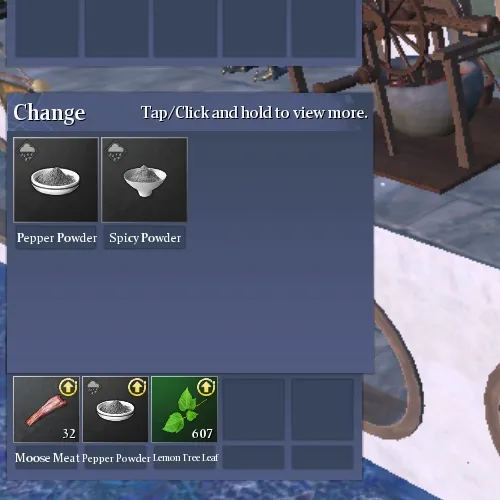 Change
Tap/Click and hold to view more.
Pepper Powder
Spicy Powder
32
607
Moose Meat
Pepper Powder
Lemon Tree Leaf